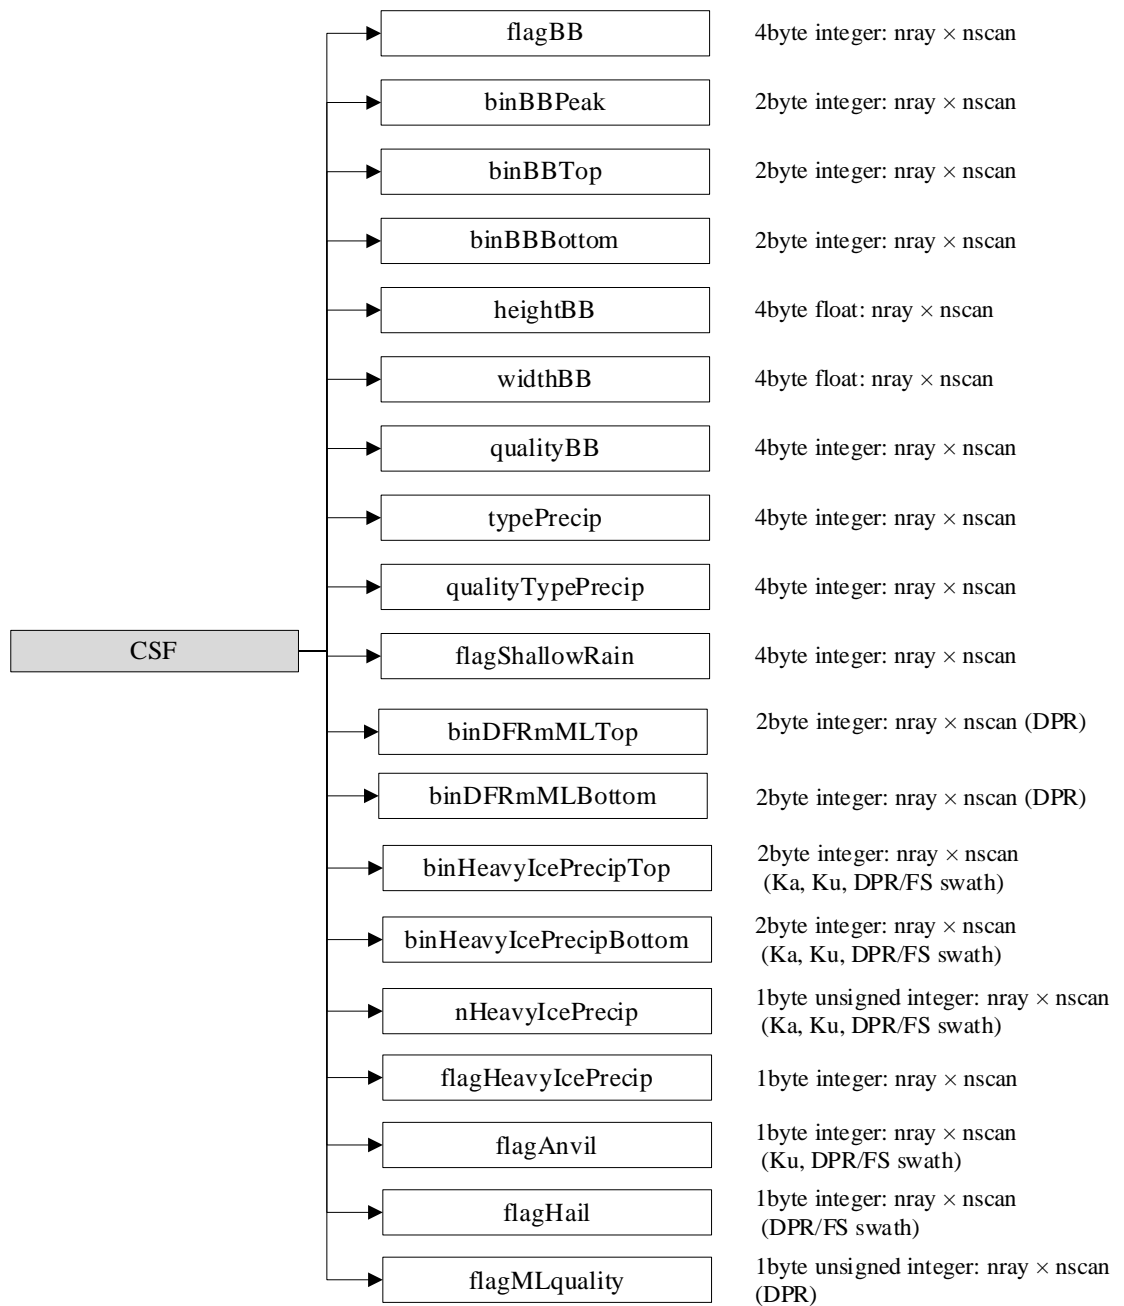 flagBB
4byte integer: nray × nscan
binBBPeak
2byte integer: nray × nscan
binBBTop
2byte integer: nray × nscan
binBBBottom
2byte integer: nray × nscan
heightBB
4byte float: nray × nscan
widthBB
4byte float: nray × nscan
qualityBB
4byte integer: nray × nscan
typePrecip
4byte integer: nray × nscan
qualityTypePrecip
4byte integer: nray × nscan
CSF
flagShallowRain
4byte integer: nray × nscan
binDFRmMLTop
2byte integer: nray × nscan (DPR)
binDFRmMLBottom
2byte integer: nray × nscan (DPR)
binHeavyIcePrecipTop
2byte integer: nray × nscan
(Ka, Ku, DPR/FS swath)
binHeavyIcePrecipBottom
2byte integer: nray × nscan
(Ka, Ku, DPR/FS swath)
nHeavyIcePrecip
1byte unsigned integer: nray × nscan
(Ka, Ku, DPR/FS swath)
flagHeavyIcePrecip
1byte integer: nray × nscan
flagAnvil
1byte integer: nray × nscan
(Ku, DPR/FS swath)
flagHail
1byte integer: nray × nscan
(DPR/FS swath)
flagMLquality
1byte unsigned integer: nray × nscan
(DPR)